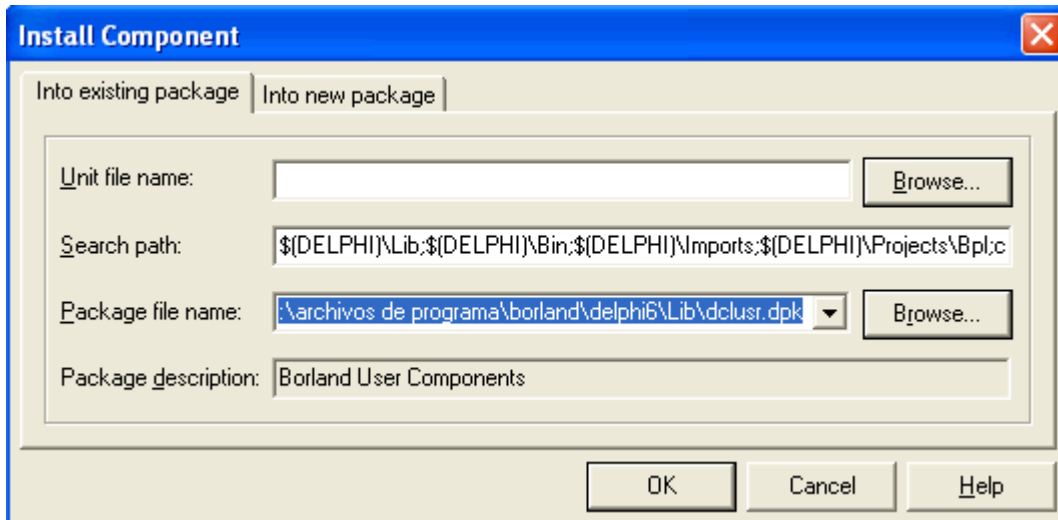 Install Component
Into existing package Into new package
Unit file name: Browse...
Search path: $(DELPHI)\Lib;$(DELPHI)\Bin;$(DELPHI)\Imports;$(DELPHI)\Projects\Bpl;c
Package file name: :\archivos de programa\borland\delphi6\Lib\dclusr.dpk Browse...
Package description: Borland User Components
OK Cancel Help